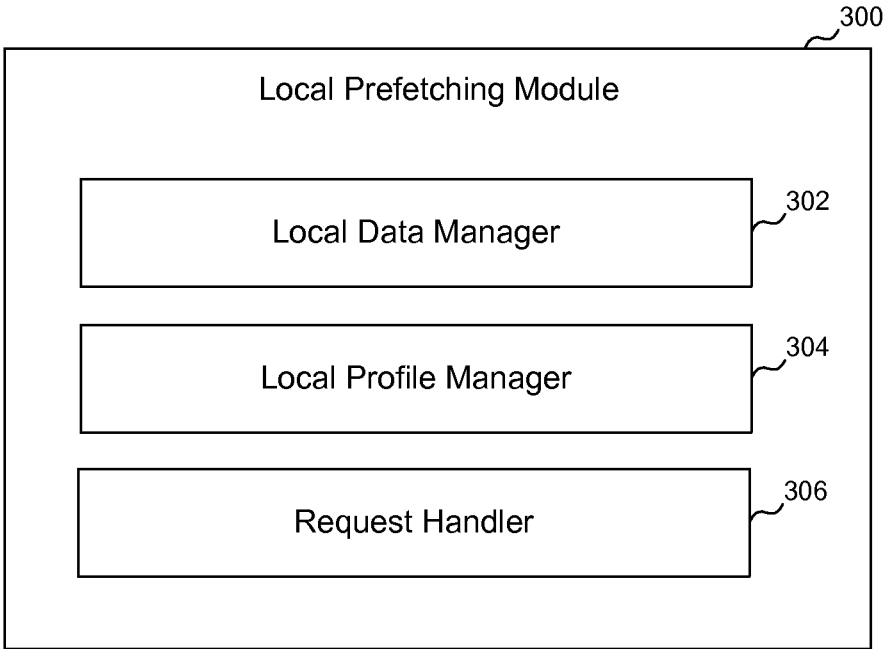 300
Local Prefetching Module
302
Local Data Manager
304
Local Profile Manager
306
Request Handler